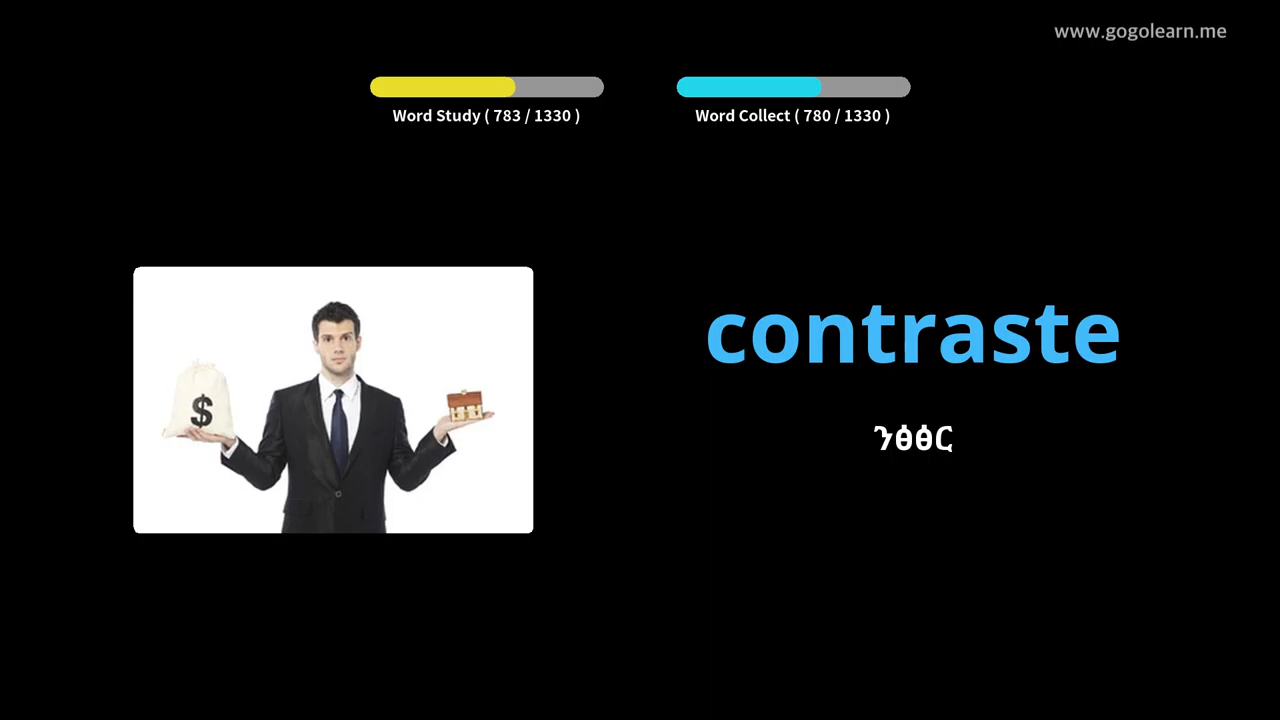 www.gogolearn.me
Word Study ( 783 / 1330 )
Word Collect ( 780 / 1330 )
$
contraste
ንፅፅር